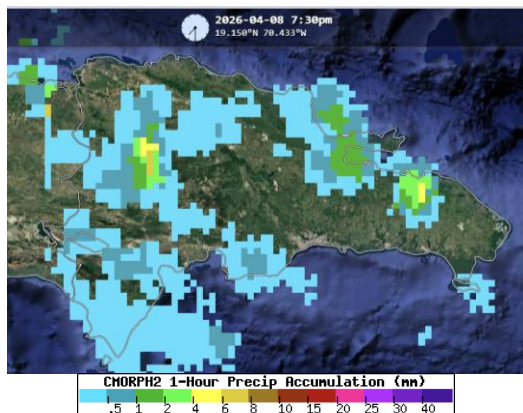 2026-04-08 7:30pm
19.150°N 70.433°W
CMORPH2 1-Hour Precip Accumulation (mm)
.5 1 2 4 6 8 10 15 20 25 30 40